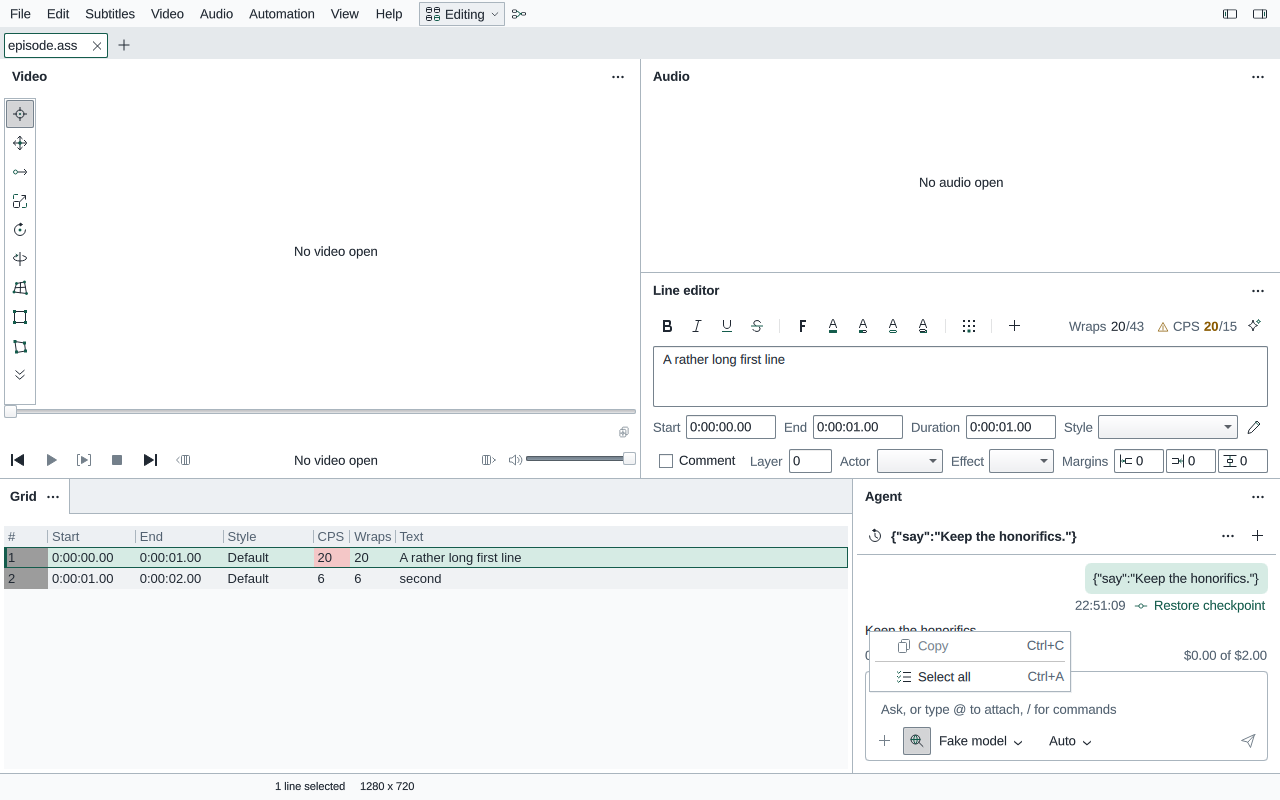 File Edit Subtitles Video Audio Automation View Help Editing
episode.ass
Video
Audio
No video open
No audio open
Line editor
B I U S F A A A A Wraps 20/43 CPS 20/15
A rather long first line
Start 0:00:00.00 End 0:00:01.00 Duration 0:00:01.00 Style
Comment Layer 0 Actor Effect Margins 0 0 0
No video open
Grid
# Start End Style CPS Wraps Text
1 0:00:00.00 0:00:01.00 Default 20 20 A rather long first line
2 0:00:01.00 0:00:02.00 Default 6 6 second
Agent
{"say":"Keep the honorifics."}
{"say":"Keep the honorifics."}
22:51:09 Restore checkpoint
Keep the honorifics.
$0.00 of $2.00
Copy Ctrl+C
Select all Ctrl+A
Ask, or type @ to attach, / for commands
Fake model Auto
1 line selected 1280 x 720